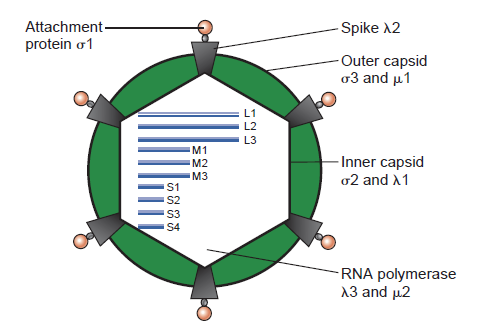 Attachment
protein σ1
Spike λ2
Outer capsid
σ3 and μ1
L1
L2
L3
M1
M2
M3
S1
S2
S3
S4
Inner capsid
σ2 and λ1
RNA polymerase
λ3 and μ2